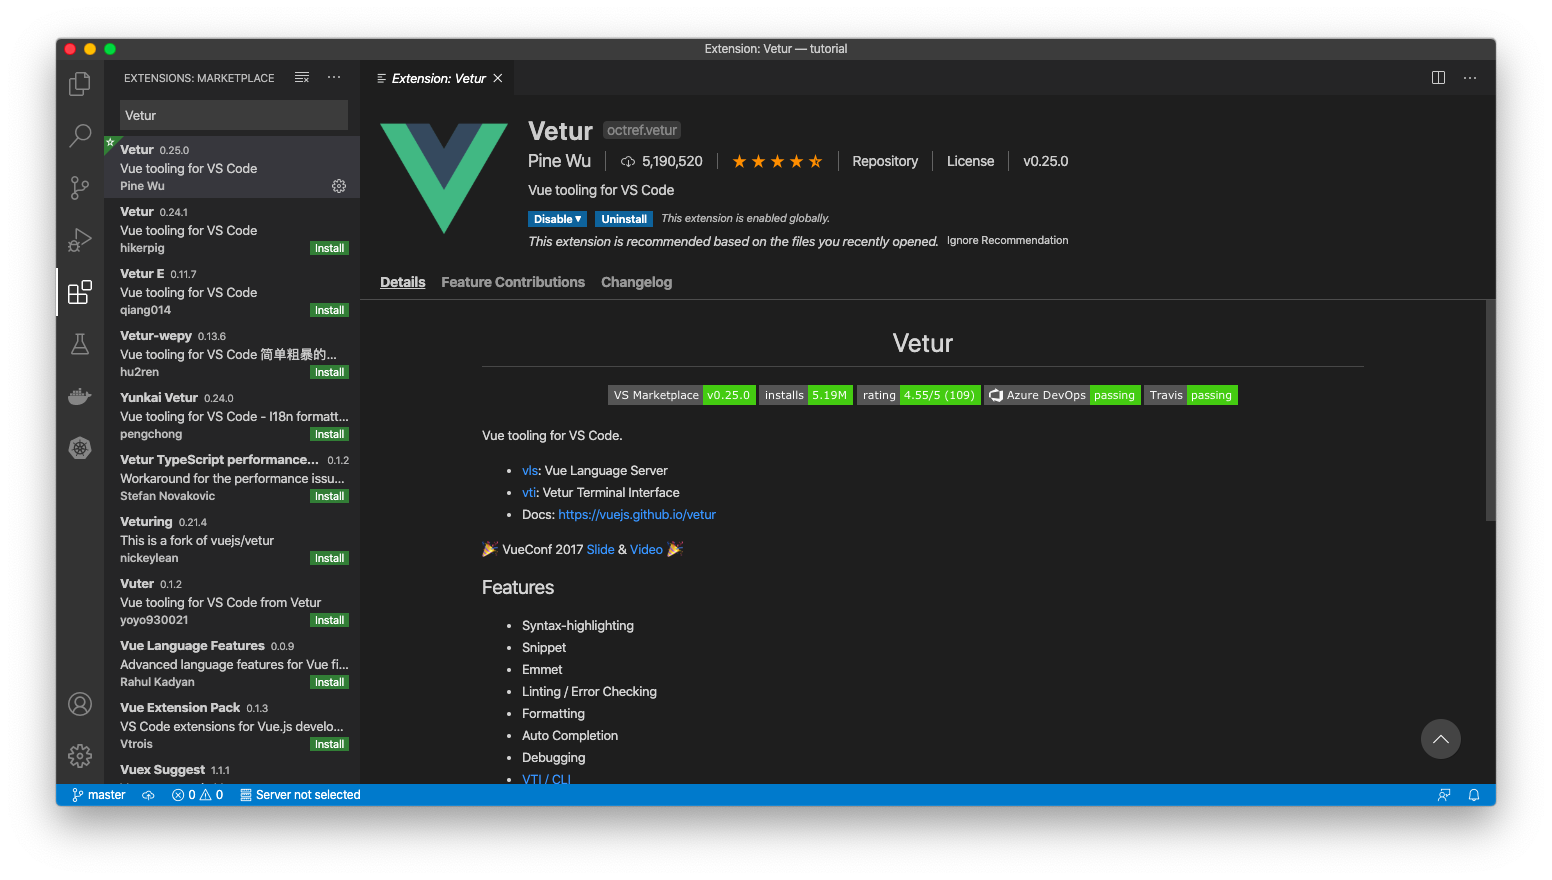 Extension: Vetur — tutorial
EXTENSIONS: MARKETPLACE
Vetur
Vetur 0.25.0
Vue tooling for VS Code
Pine Wu
Vetur 0.24.1
Vue tooling for VS Code
hikerpig Install
Vetur E 0.11.7
Vue tooling for VS Code
qiang014 Install
Vetur-wepy 0.13.6
Vue tooling for VS Code 简单粗暴的...
hu2ren Install
Yunkai Vetur 0.24.0
Vue tooling for VS Code - I18n formatt...
pengchong Install
Vetur TypeScript performance... 0.1.2
Workaround for the performance issu...
Stefan Novakovic Install
Veturing 0.21.4
This is a fork of vuejs/vetur
nickeylean Install
Vuter 0.1.2
Vue tooling for VS Code from Vetur
yoyo930021 Install
Vue Language Features 0.0.9
Advanced language features for Vue fi...
Rahul Kadyan Install
Vue Extension Pack 0.1.3
VS Code extensions for Vue.js develo...
Vtrois Install
Vuex Suggest 1.1.1
Extension: Vetur
Vetur octref.vetur
Pine Wu 5,190,520 Repository License v0.25.0
Vue tooling for VS Code
Disable Uninstall This extension is enabled globally.
This extension is recommended based on the files you recently opened. Ignore Recommendation
Details Feature Contributions Changelog
Vetur
VS Marketplace v0.25.0 installs 5.19M rating 4.55/5 (109) Azure DevOps passing Travis passing
Vue tooling for VS Code.
• vls: Vue Language Server
• vti: Vetur Terminal Interface
• Docs: https://vuejs.github.io/vetur
🎉 VueConf 2017 Slide & Video 🎉
Features
• Syntax-highlighting
• Snippet
• Emmet
• Linting / Error Checking
• Formatting
• Auto Completion
• Debugging
• VTI / CLI
master 0 0 Server not selected